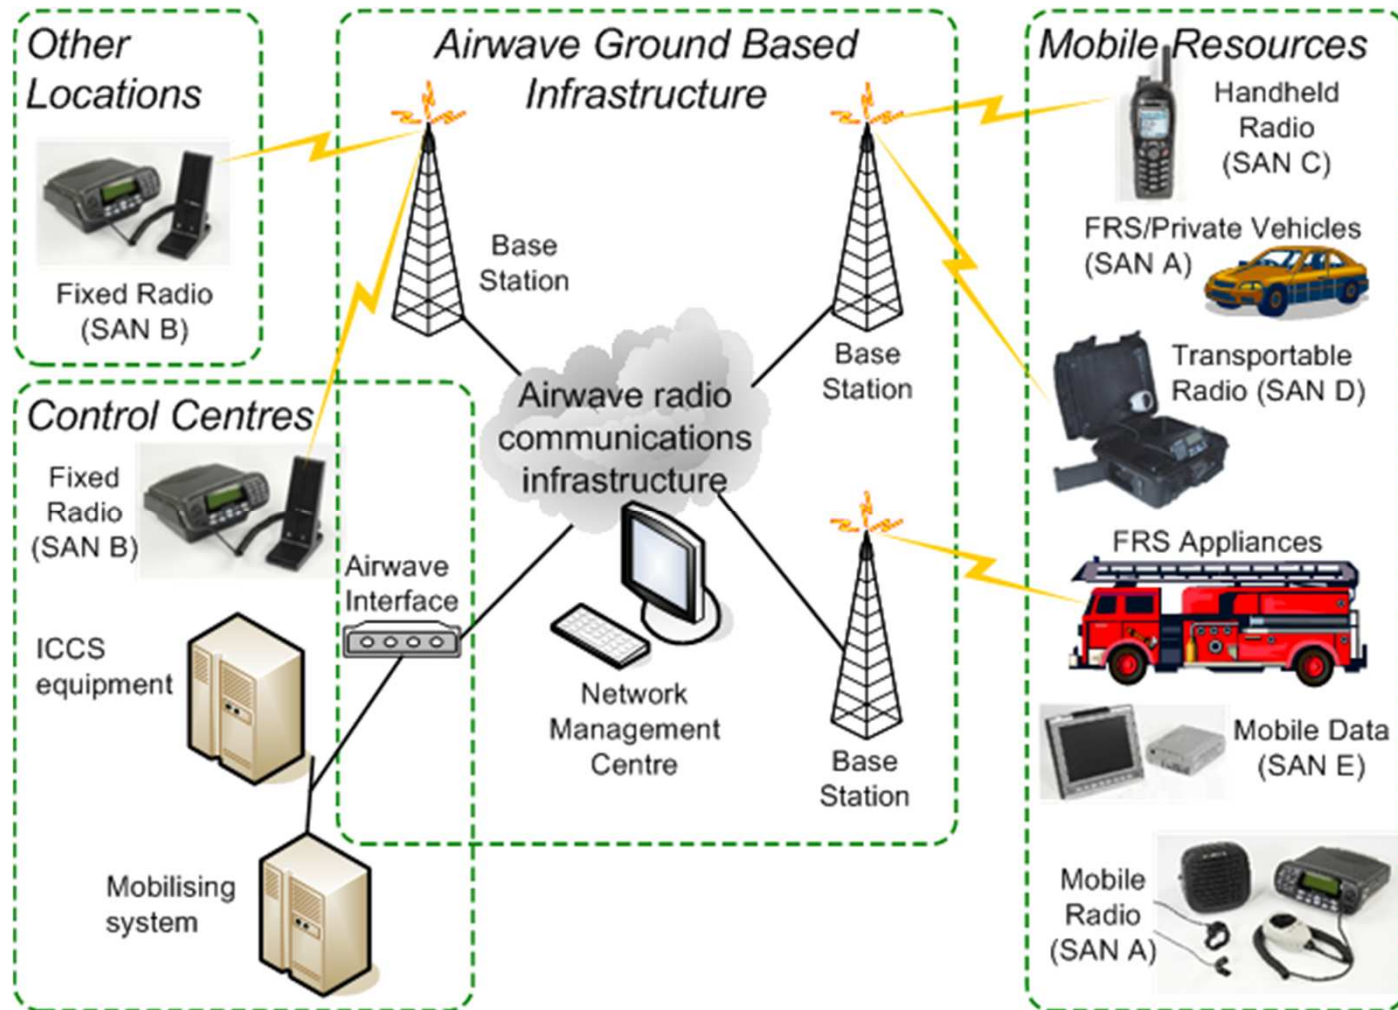 Other
Locations
Fixed Radio
(SAN B)
Airwave Ground Based
Infrastructure
Base
Station
Base
Station
Airwave radio
communications
infrastructure
Network
Management
Centre
Base
Station
Control Centres
Fixed
Radio
(SAN B)
Airwave
Interface
ICCS
equipment
Mobilising
system
Mobile Resources
Handheld
Radio
(SAN C)
FRS/Private Vehicles
(SAN A)
Transportable
Radio (SAN D)
FRS Appliances
Mobile Data
(SAN E)
Mobile
Radio
(SAN A)